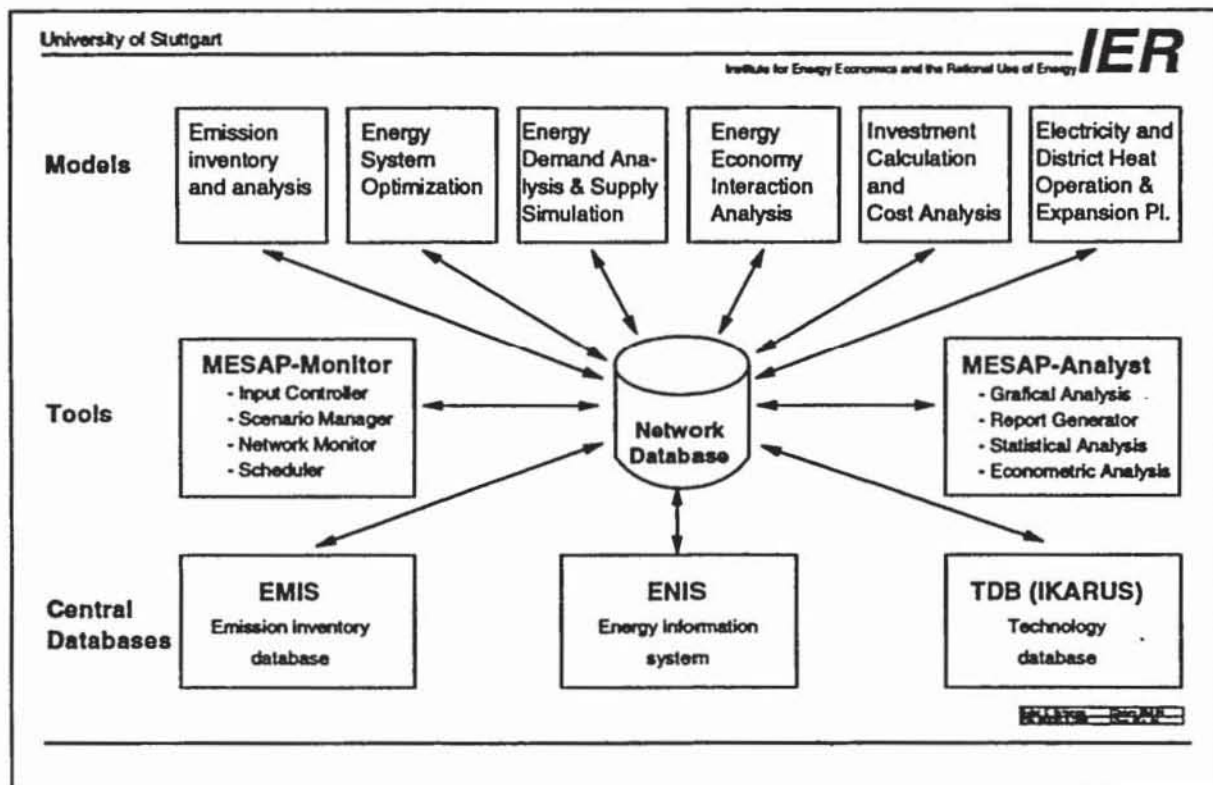 University of Stuttgart
IER
Institute for Energy Economics and the Rational Use of Energy
Models
Emission
inventory
and analysis
Energy
System
Optimization
Energy
Demand Ana-
lysis & Supply
Simulation
Energy
Economy
Interaction
Analysis
Investment
Calculation
and
Cost Analysis
Electricity and
District Heat
Operation &
Expansion Pl.
Tools
MESAP-Monitor
- Input Controller
- Scenario Manager
- Network Monitor
- Scheduler
Network
Database
MESAP-Analyst
- Grafical Analysis
- Report Generator
- Statistical Analysis
- Econometric Analysis
Central
Databases
EMIS
Emission inventory
database
ENIS
Energy information
system
TDB (IKARUS)
Technology
database